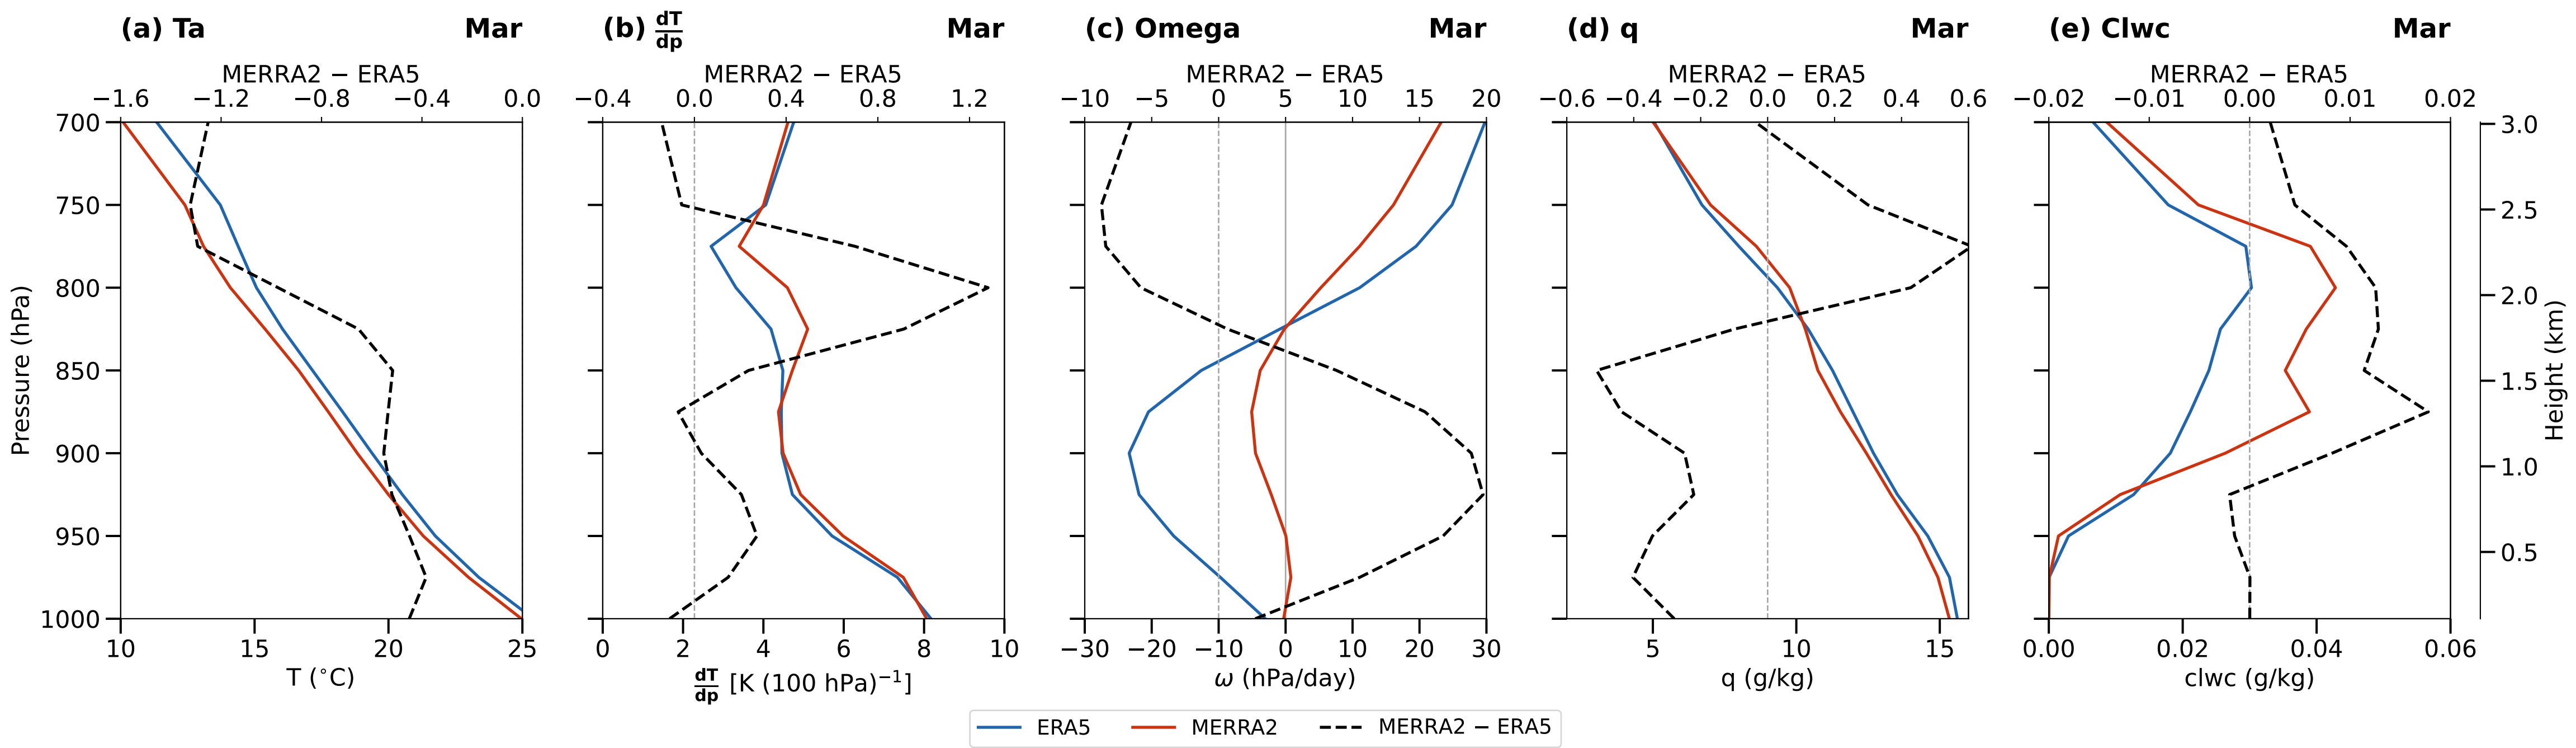 (a) Ta Mar
MERRA2 − ERA5
−1.6 −1.2 −0.8 −0.4 0.0
700
750
800
850
900
950
1000
Pressure (hPa)
10 15 20 25
T (°C)
(b) dT/dp Mar
MERRA2 − ERA5
−0.4 0.0 0.4 0.8 1.2
0 2 4 6 8 10
dT/dp [K (100 hPa)⁻¹]
(c) Omega Mar
MERRA2 − ERA5
−10 −5 0 5 10 15 20
−30 −20 −10 0 10 20 30
ω (hPa/day)
(d) q Mar
MERRA2 − ERA5
−0.6 −0.4 −0.2 0.0 0.2 0.4 0.6
5 10 15
q (g/kg)
(e) Clwc Mar
MERRA2 − ERA5
−0.02 −0.01 0.00 0.01 0.02
0.00 0.02 0.04 0.06
clwc (g/kg)
3.0
2.5
2.0
1.5
1.0
0.5
Height (km)
ERA5 MERRA2 MERRA2 − ERA5